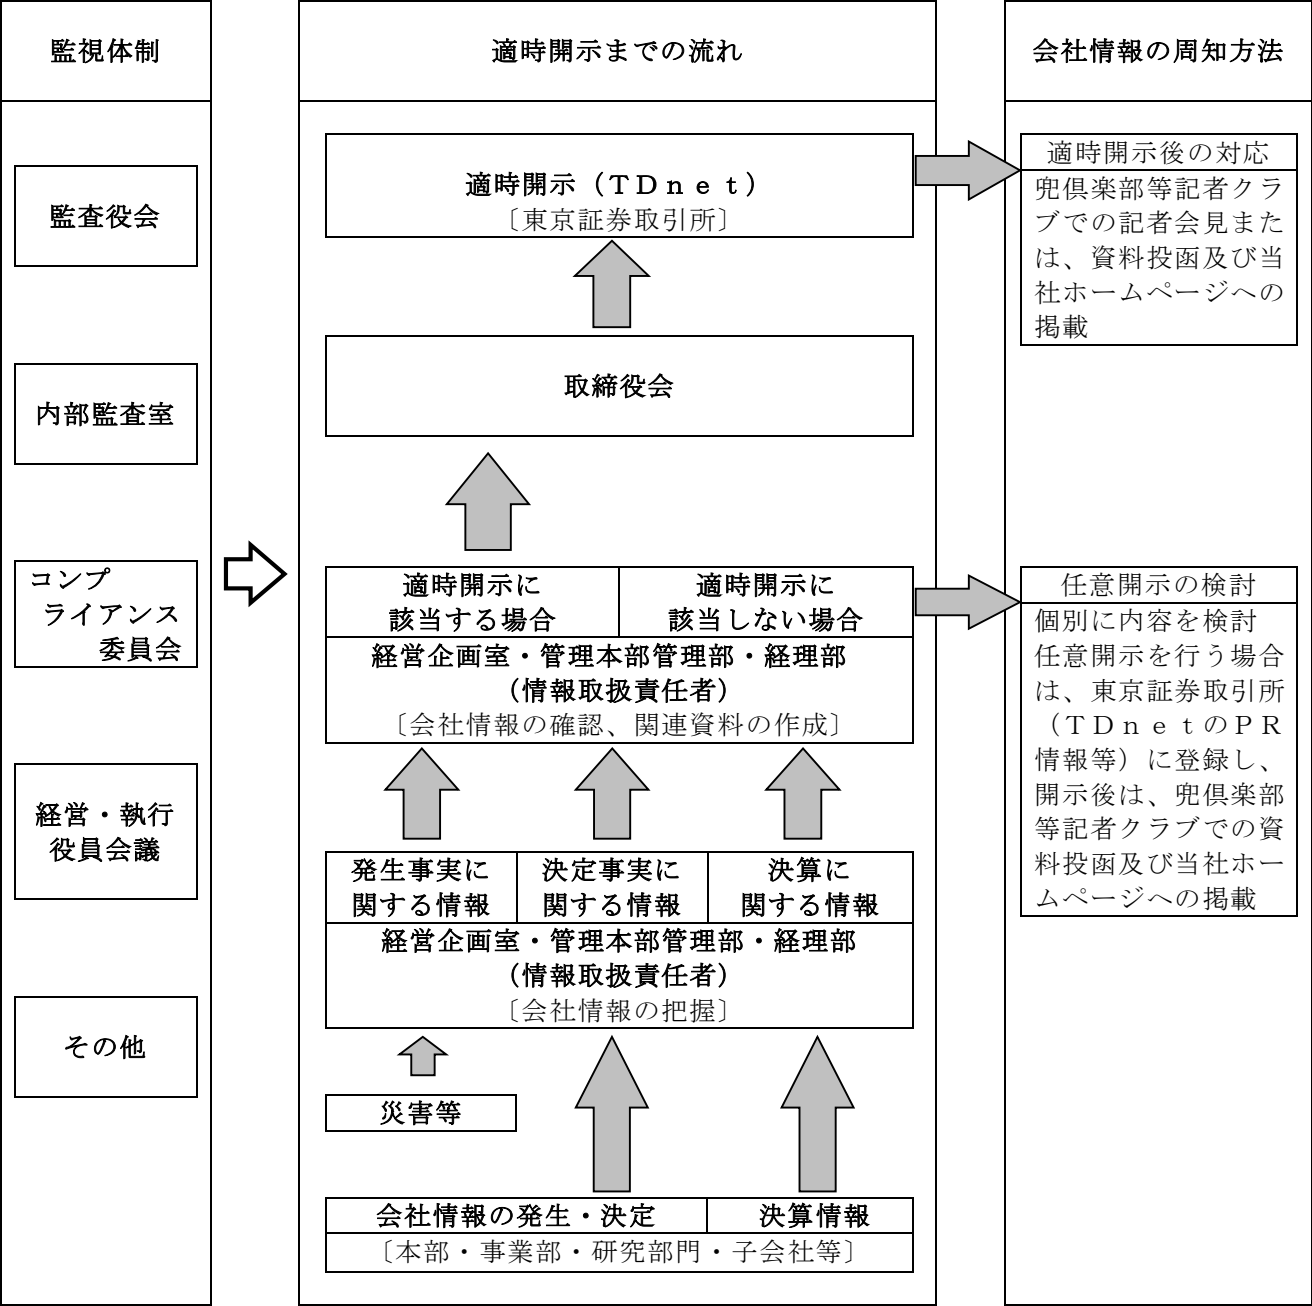 監視体制
監査役会
内部監査室
コンプ
ライアンス
委員会
経営・執行
役員会議
その他
適時開示までの流れ
適時開示（ＴＤｎｅｔ）
〔東京証券取引所〕
取締役会
適時開示に
該当する場合
適時開示に
該当しない場合
経営企画室・管理本部管理部・経理部
（情報取扱責任者）
〔会社情報の確認、関連資料の作成〕
発生事実に
関する情報
決定事実に
関する情報
決算に
関する情報
経営企画室・管理本部管理部・経理部
（情報取扱責任者）
〔会社情報の把握〕
災害等
会社情報の発生・決定
決算情報
〔本部・事業部・研究部門・子会社等〕
会社情報の周知方法
適時開示後の対応
兜倶楽部等記者クラ
ブでの記者会見また
は、資料投函及び当
社ホームページへの
掲載
任意開示の検討
個別に内容を検討
任意開示を行う場合
は、東京証券取引所
（ＴＤｎｅｔのＰＲ
情報等）に登録し、
開示後は、兜倶楽部
等記者クラブでの資
料投函及び当社ホー
ムページへの掲載